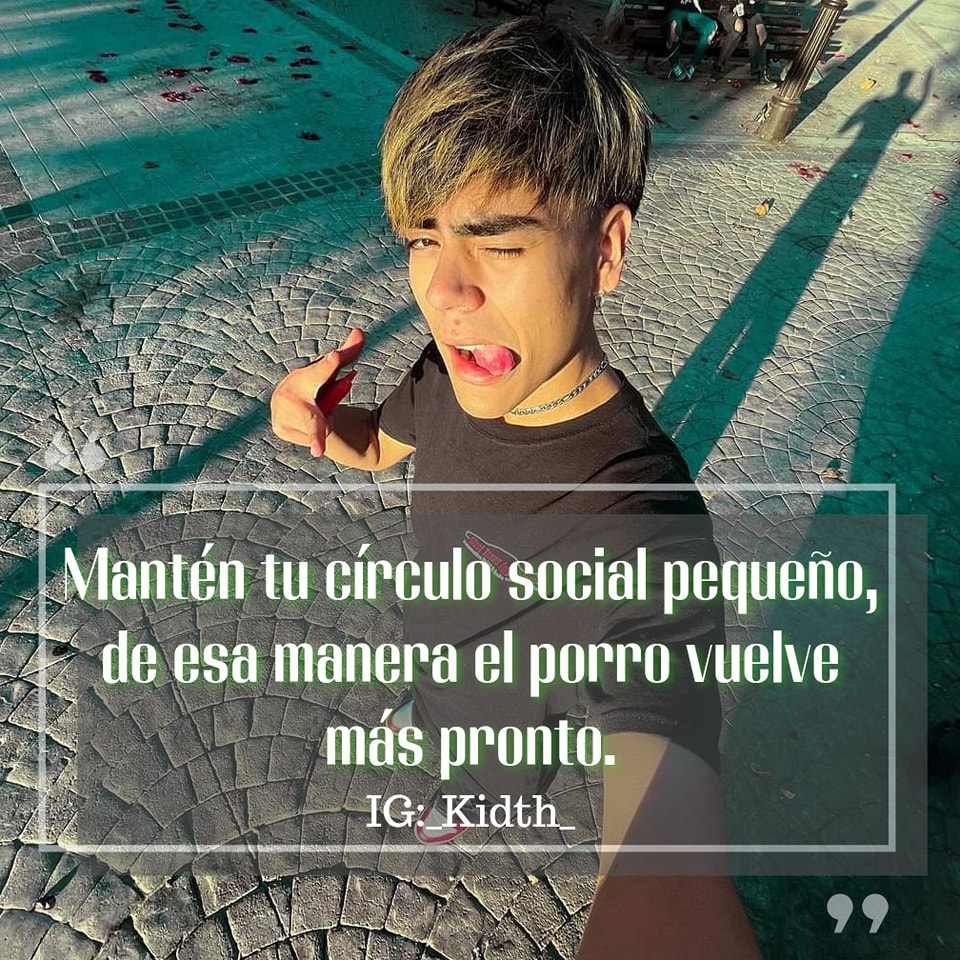 Mantén tu círculo social pequeño,
de esa manera el porro vuelve
más pronto.
IG:_Kidth_